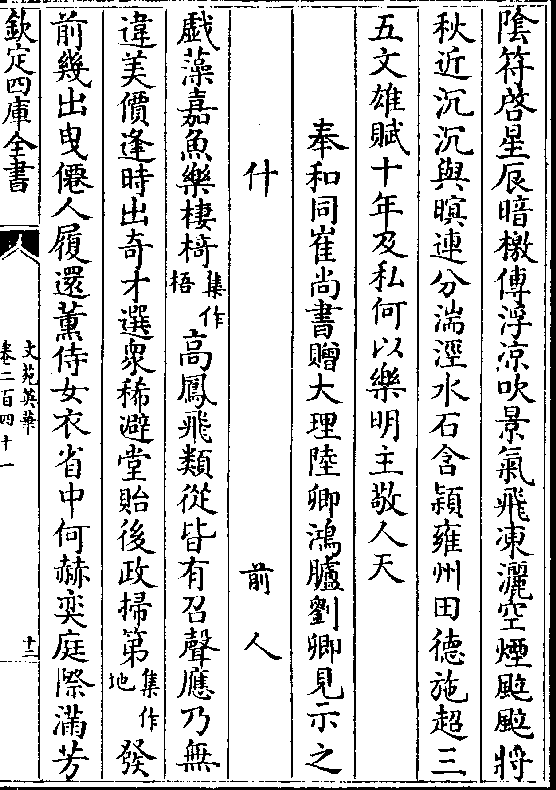 陰符啓星辰暗檄傳浮涼吹景氣飛凍灑空煙颭颭將
秋近沉沉與暝連分湍涇水石含頴雍州田德施超三
五文雄賦十年及私何以樂明主敬人天
奉和同崔尚書贈大理陸卿鴻臚劉卿見示之
什　前人
戯藻嘉魚樂棲椅集作梧高鳳飛類從皆有召聲應乃無
違美價逢時出奇才選衆稀避堂貽後政掃第集作地發
前幾出曳僊人履還薰侍女衣省中何赫奕庭際滿芳
欽定四庫全書
文苑英華
卷二百四十一
十二